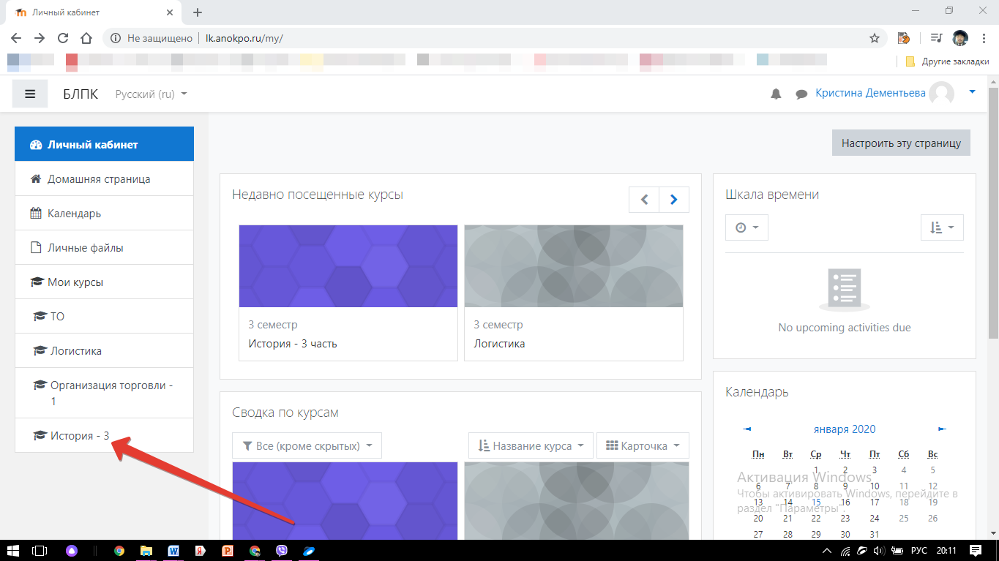 Личный кабинет
Не защищено
lk.anokpo.ru/my/
Другие закладки
БЛПК
Русский (ru)
Кристина Дементьева
Личный кабинет
Домашняя страница
Календарь
Личные файлы
Мои курсы
ТО
Логистика
Организация торговли -
1
История - 3
Настроить эту страницу
Недавно посещенные курсы
3 семестр
История - 3 часть
3 семестр
Логистика
Сводка по курсам
Все (кроме скрытых)
Название курса
Карточка
Шкала времени
No upcoming activities due
Календарь
января 2020
Пн Вт Ср Чт Пт Сб Вс
1 2 3 4 5
6 7 8 9 10 11 12
13 14 15 16 17 18 19
20 21 22 23 24 25 26
27 28 29 30 31
Активация Windows
Чтобы активировать Windows, перейдите в
раздел "Параметры".
РУС
20:11